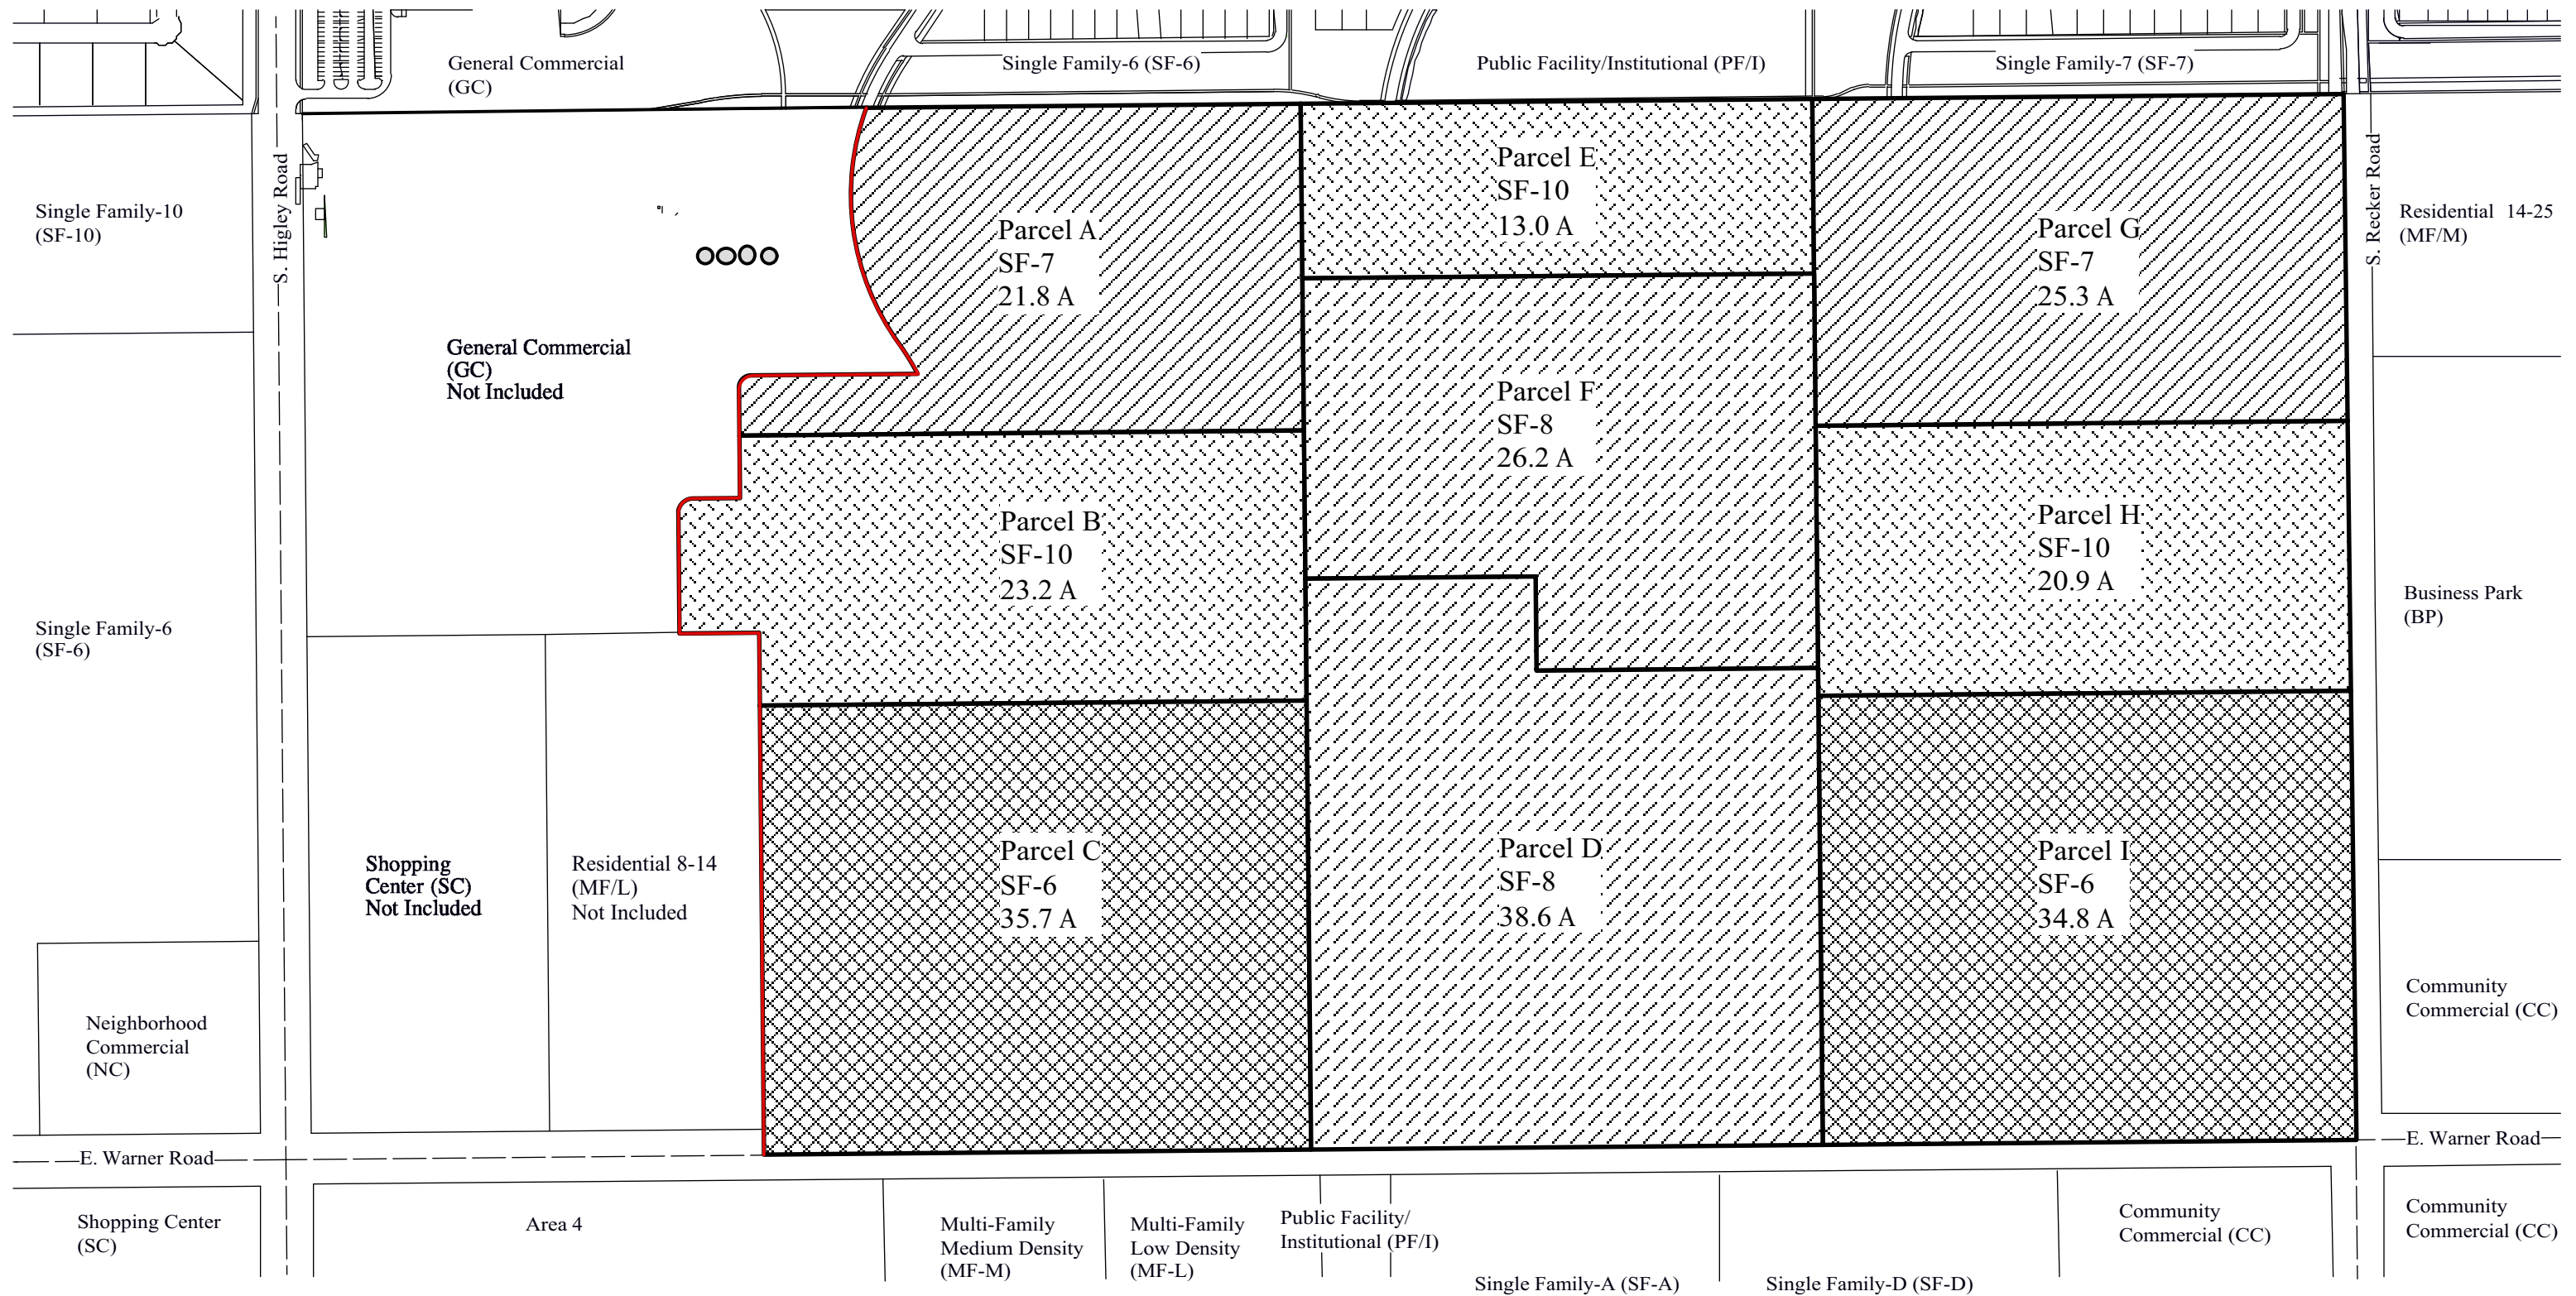 General Commercial
(GC)
Single Family-6 (SF-6)
Public Facility/Institutional (PF/I)
Single Family-7 (SF-7)
Single Family-10
(SF-10)
S. Higley Road
Parcel A
SF-7
21.8 A
Parcel E
SF-10
13.0 A
Parcel G
SF-7
25.3 A
S. Recker Road
Residential 14-25
(MF/M)
General Commercial
(GC)
Not Included
Parcel F
SF-8
26.2 A
Parcel B
SF-10
23.2 A
Parcel H
SF-10
20.9 A
Single Family-6
(SF-6)
Business Park
(BP)
Shopping
Center (SC)
Not Included
Residential 8-14
(MF/L)
Not Included
Parcel C
SF-6
35.7 A
Parcel D
SF-8
38.6 A
Parcel I
SF-6
34.8 A
Neighborhood
Commercial
(NC)
Community
Commercial (CC)
E. Warner Road
E. Warner Road
Shopping Center
(SC)
Area 4
Multi-Family
Medium Density
(MF-M)
Multi-Family
Low Density
(MF-L)
Public Facility/
Institutional (PF/I)
Single Family-A (SF-A)
Single Family-D (SF-D)
Community
Commercial (CC)
Community
Commercial (CC)